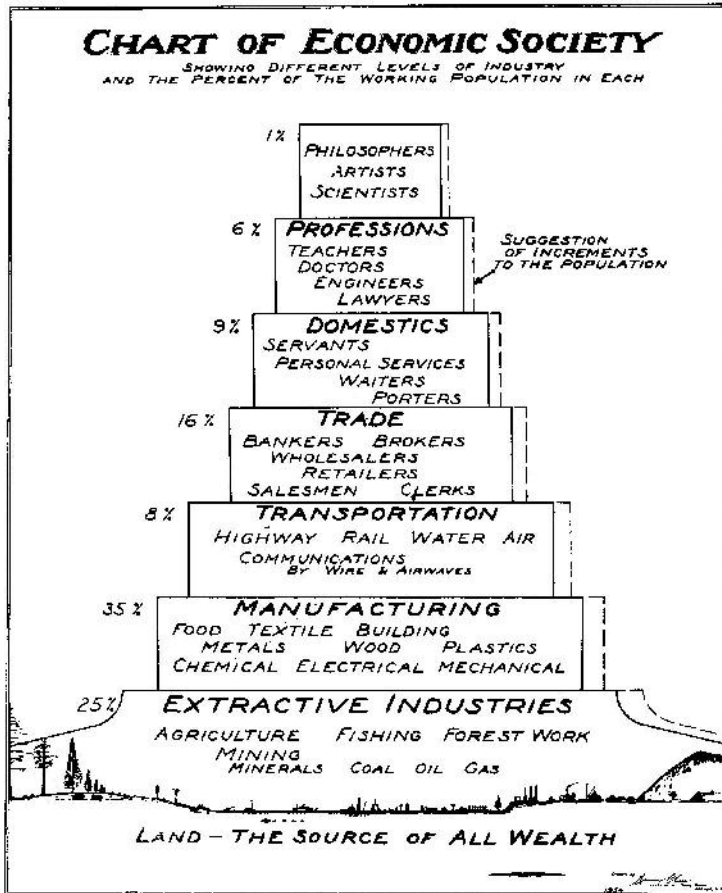 CHART OF ECONOMIC SOCIETY
SHOWING DIFFERENT LEVELS OF INDUSTRY
AND THE PERCENT OF THE WORKING POPULATION IN EACH
1%
PHILOSOPHERS
ARTISTS
SCIENTISTS
6%
PROFESSIONS
TEACHERS
DOCTORS
ENGINEERS
LAWYERS
SUGGESTION
OF INCREMENTS
TO THE POPULATION
9%
DOMESTICS
SERVANTS
PERSONAL SERVICES
WAITERS
PORTERS
16%
TRADE
BANKERS BROKERS
WHOLESALERS
RETAILERS
SALESMEN CLERKS
8%
TRANSPORTATION
HIGHWAY RAIL WATER AIR
COMMUNICATIONS
BY WIRE & AIRWAVES
35%
MANUFACTURING
FOOD TEXTILE BUILDING
METALS WOOD PLASTICS
CHEMICAL ELECTRICAL MECHANICAL
25%
EXTRACTIVE INDUSTRIES
AGRICULTURE FISHING FOREST WORK
MINING
MINERALS COAL OIL GAS
LAND – THE SOURCE OF ALL WEALTH